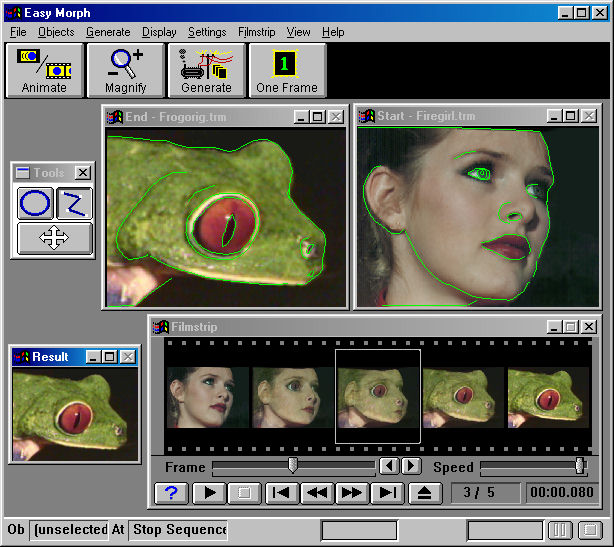 Easy Morph
File Objects Generate Display Settings Filmstrip View Help
Animate Magnify Generate 1 One Frame
End - Frogorig.trm
Start - Firegirl.trm
Tools
Filmstrip
Result
Frame Speed
? 3 / 5 00:00.080
Ob (unselected At Stop Sequence